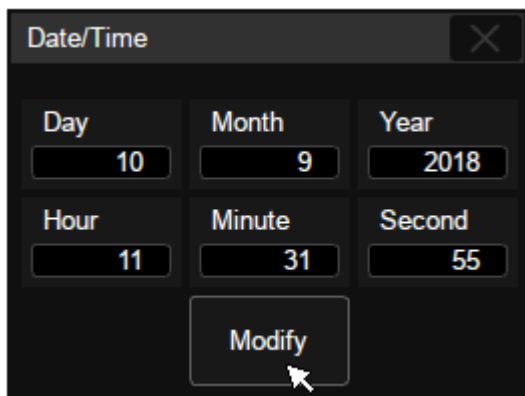 Date/Time
Day Month Year
10 9 2018
Hour Minute Second
11 31 55
Modify